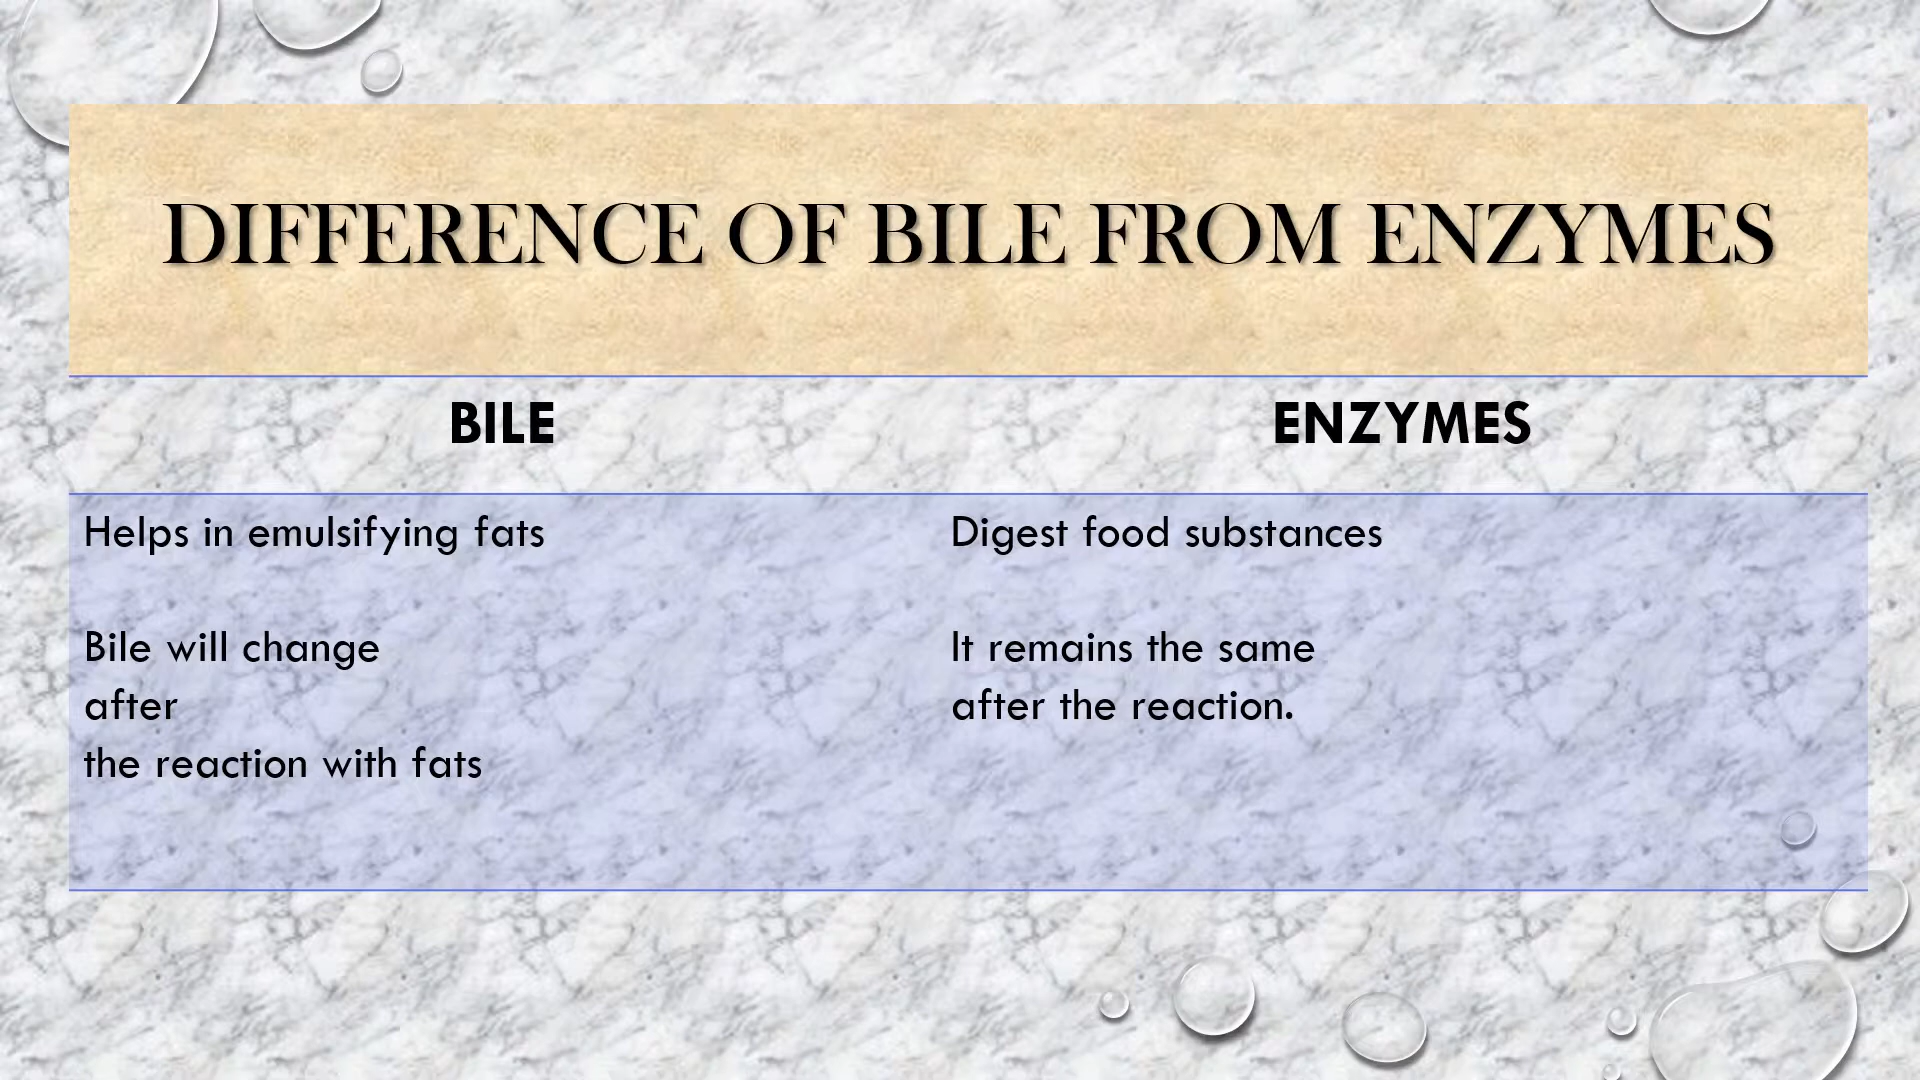 DIFFERENCE OF BILE FROM ENZYMES
BILE
ENZYMES
Helps in emulsifying fats
Digest food substances
Bile will change
after
the reaction with fats
It remains the same
after the reaction.